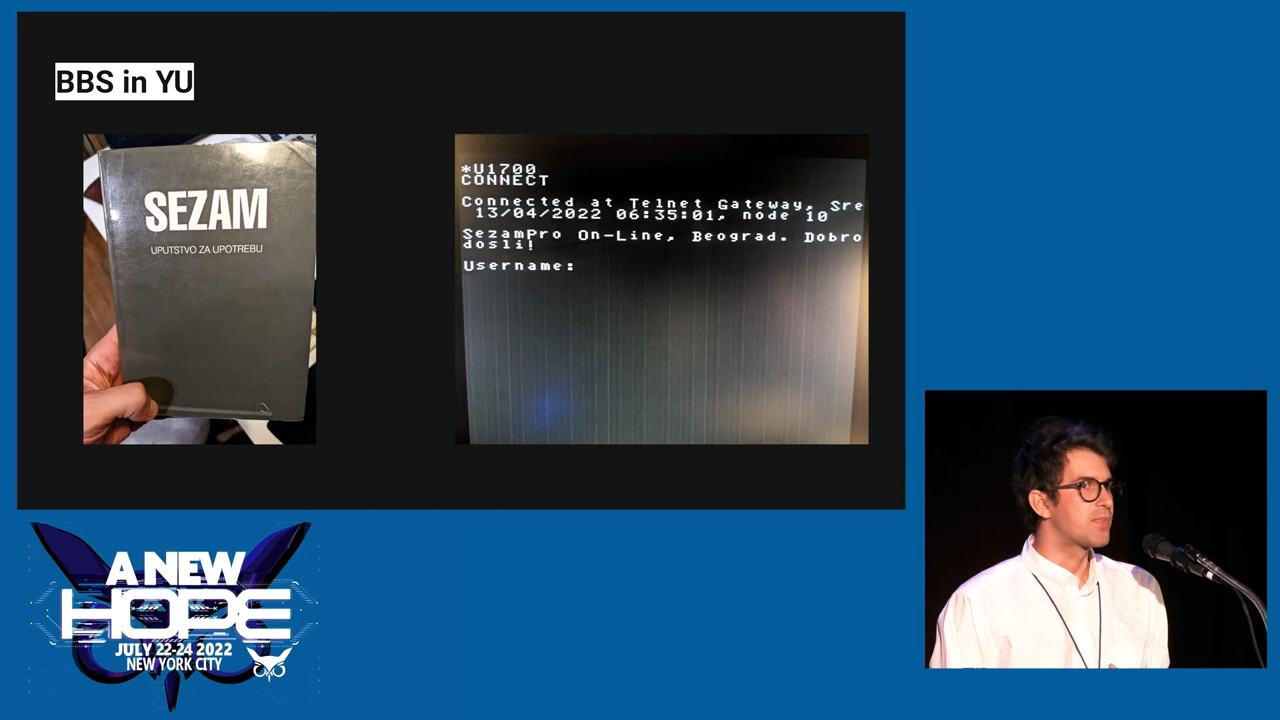 BBS in YU
SEZAM
UPUTSTVO ZA UPOTREBU
*U1700
CONNECT
Connected at Telnet Gateway, Sre
13/04/2022 06:35:01, node 10
SezamPro On-Line, Beograd. Dobro
dosli!
Username:
A NEW
HOPE
JULY 22-24 2022
NEW YORK CITY